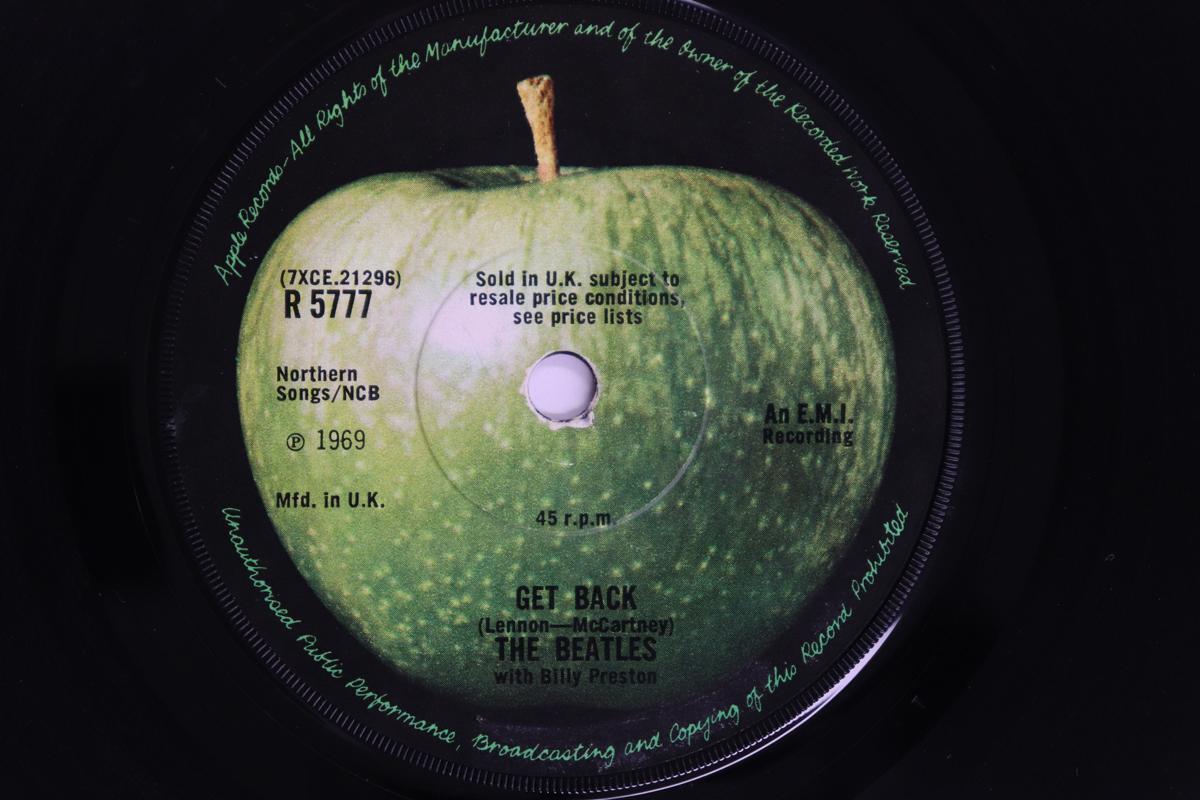 Apple Records-All Rights of the Manufacturer and of the Owner of the Recorded Work Reserved
(7XCE.21296)
R 5777
Sold in U.K. subject to
resale price conditions,
see price lists
Northern
Songs/NCB
℗ 1969
An E.M.I.
Recording
Mfd. in U.K.
45 r.p.m.
GET BACK
(Lennon—McCartney)
THE BEATLES
with Billy Preston
Unauthorised Public Performance, Broadcasting and Copying of this Record Prohibited